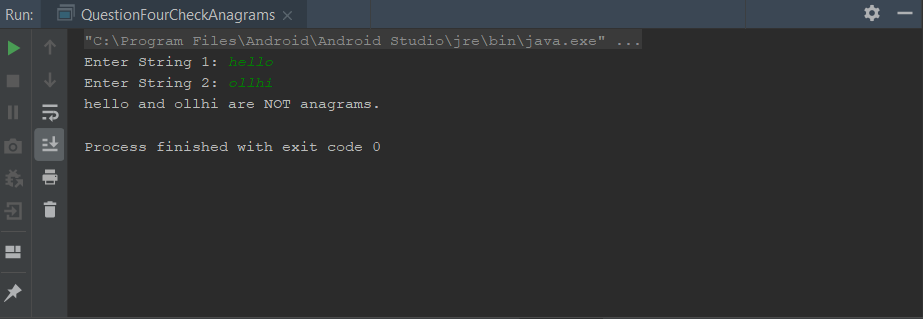 Run: QuestionFourCheckAnagrams
"C:\Program Files\Android\Android Studio\jre\bin\java.exe" ...
Enter String 1: hello
Enter String 2: ollhi
hello and ollhi are NOT anagrams.
Process finished with exit code 0